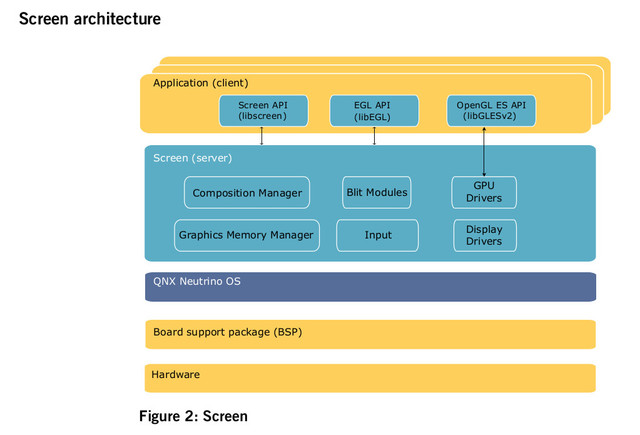 Screen architecture
Application (client)
Screen API
(libscreen)
EGL API
(libEGL)
OpenGL ES API
(libGLESv2)
Screen (server)
Composition Manager
Blit Modules
GPU
Drivers
Graphics Memory Manager
Input
Display
Drivers
QNX Neutrino OS
Board support package (BSP)
Hardware
Figure 2: Screen